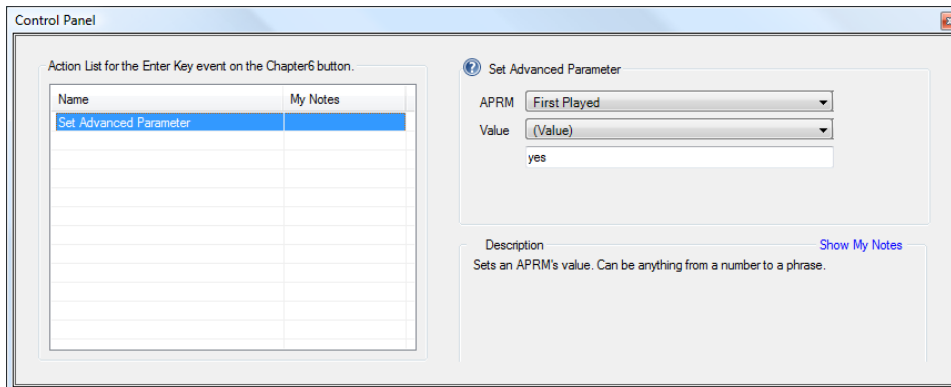 Control Panel
Action List for the Enter Key event on the Chapter6 button.
Name My Notes
Set Advanced Parameter
Set Advanced Parameter
APRM First Played
Value (Value)
yes
Description Show My Notes
Sets an APRM's value. Can be anything from a number to a phrase.